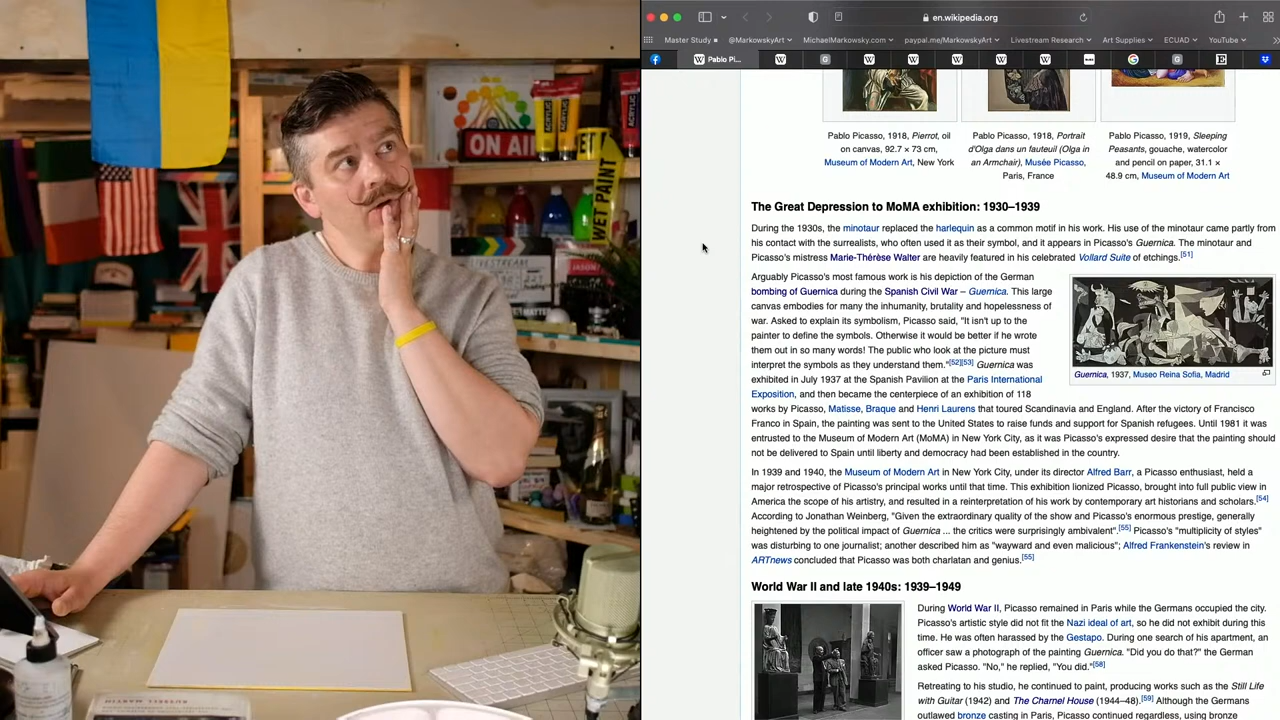 ON AIR
ACRYLIC
ACRYLIC
WET PAINT
LIVESTREAM
RUSSELL MARTIN
en.wikipedia.org
Master Study
@MarkowskyArt
MichaelMarkowsky.com
paypal.me/MarkowskyArt
Livestream Research
Art Supplies
ECUAD
YouTube
Pablo Pi...
Pablo Picasso, 1918, Pierrot, oil
on canvas, 92.7 × 73 cm,
Museum of Modern Art, New York
Pablo Picasso, 1918, Portrait
d'Olga dans un fauteuil (Olga in
an Armchair), Musée Picasso,
Paris, France
Pablo Picasso, 1919, Sleeping
Peasants, gouache, watercolor
and pencil on paper, 31.1 ×
48.9 cm, Museum of Modern Art
The Great Depression to MoMA exhibition: 1930–1939
During the 1930s, the minotaur replaced the harlequin as a common motif in his work. His use of the minotaur came partly from
his contact with the surrealists, who often used it as their symbol, and it appears in Picasso's Guernica. The minotaur and
Picasso's mistress Marie-Thérèse Walter are heavily featured in his celebrated Vollard Suite of etchings.[51]
Arguably Picasso's most famous work is his depiction of the German
bombing of Guernica during the Spanish Civil War – Guernica. This large
canvas embodies for many the inhumanity, brutality and hopelessness of
war. Asked to explain its symbolism, Picasso said, "It isn't up to the
painter to define the symbols. Otherwise it would be better if he wrote
them out in so many words! The public who look at the picture must
interpret the symbols as they understand them."[52][53] Guernica was
exhibited in July 1937 at the Spanish Pavilion at the Paris International
Exposition, and then became the centerpiece of an exhibition of 118
works by Picasso, Matisse, Braque and Henri Laurens that toured Scandinavia and England. After the victory of Francisco
Franco in Spain, the painting was sent to the United States to raise funds and support for Spanish refugees. Until 1981 it was
entrusted to the Museum of Modern Art (MoMA) in New York City, as it was Picasso's expressed desire that the painting should
not be delivered to Spain until liberty and democracy had been established in the country.
Guernica, 1937, Museo Reina Sofia, Madrid
In 1939 and 1940, the Museum of Modern Art in New York City, under its director Alfred Barr, a Picasso enthusiast, held a
major retrospective of Picasso's principal works until that time. This exhibition lionized Picasso, brought into full public view in
America the scope of his artistry, and resulted in a reinterpretation of his work by contemporary art historians and scholars.[54]
According to Jonathan Weinberg, "Given the extraordinary quality of the show and Picasso's enormous prestige, generally
heightened by the political impact of Guernica ... the critics were surprisingly ambivalent".[55] Picasso's "multiplicity of styles"
was disturbing to one journalist; another described him as "wayward and even malicious"; Alfred Frankenstein's review in
ARTnews concluded that Picasso was both charlatan and genius.[55]
World War II and late 1940s: 1939–1949
During World War II, Picasso remained in Paris while the Germans occupied the city.
Picasso's artistic style did not fit the Nazi ideal of art, so he did not exhibit during this
time. He was often harassed by the Gestapo. During one search of his apartment, an
officer saw a photograph of the painting Guernica. "Did you do that?" the German
asked Picasso. "No," he replied, "You did."[58]
Retreating to his studio, he continued to paint, producing works such as the Still Life
with Guitar (1942) and The Charnel House (1944–48).[59] Although the Germans
outlawed bronze casting in Paris, Picasso continued regardless, using bronze